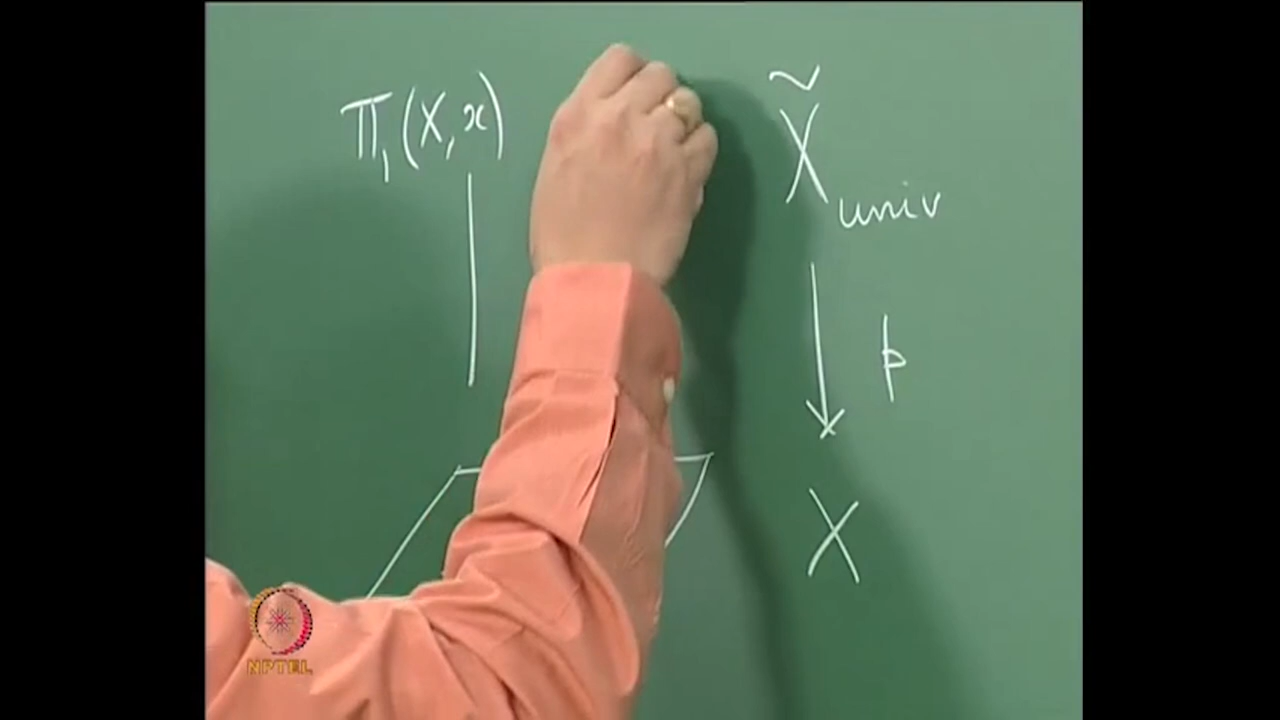 π₁(X, x)
X̃ univ
p
X
NPTEL